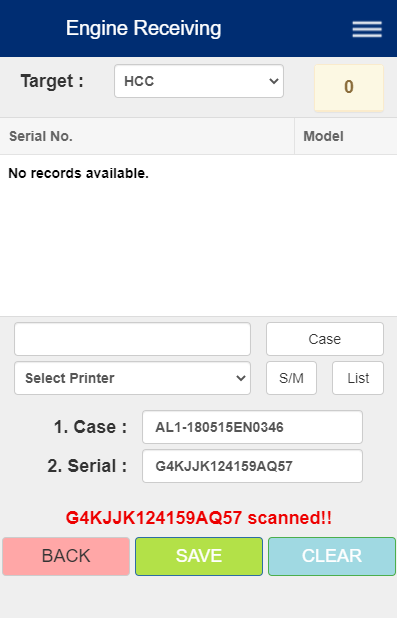 Engine Receiving
Target : HCC 0
Serial No. Model
No records available.
Case
Select Printer S/M List
1. Case : AL1-180515EN0346
2. Serial : G4KJJK124159AQ57
G4KJJK124159AQ57 scanned!!
BACK SAVE CLEAR